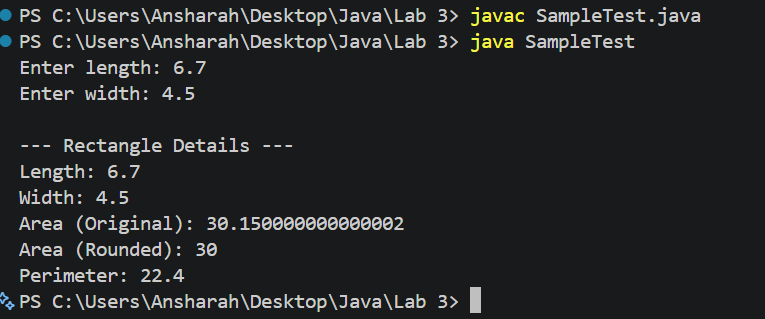 PS C:\Users\Ansharah\Desktop\Java\Lab 3> javac SampleTest.java
PS C:\Users\Ansharah\Desktop\Java\Lab 3> java SampleTest
Enter length: 6.7
Enter width: 4.5
--- Rectangle Details ---
Length: 6.7
Width: 4.5
Area (Original): 30.150000000000002
Area (Rounded): 30
Perimeter: 22.4
PS C:\Users\Ansharah\Desktop\Java\Lab 3>